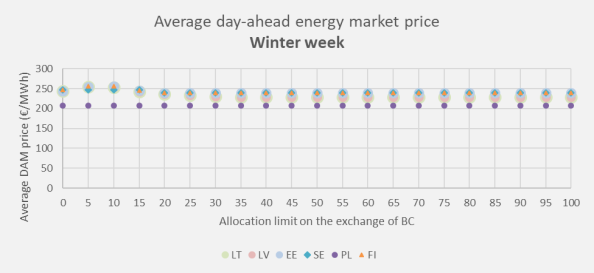 Average day-ahead energy market price
Winter week
Average DAM price (€/MWh)
300
250
200
150
100
50
0
0 5 10 15 20 25 30 35 40 45 50 55 60 65 70 75 80 85 90 95 100
Allocation limit on the exchange of BC
LT LV EE SE PL FI